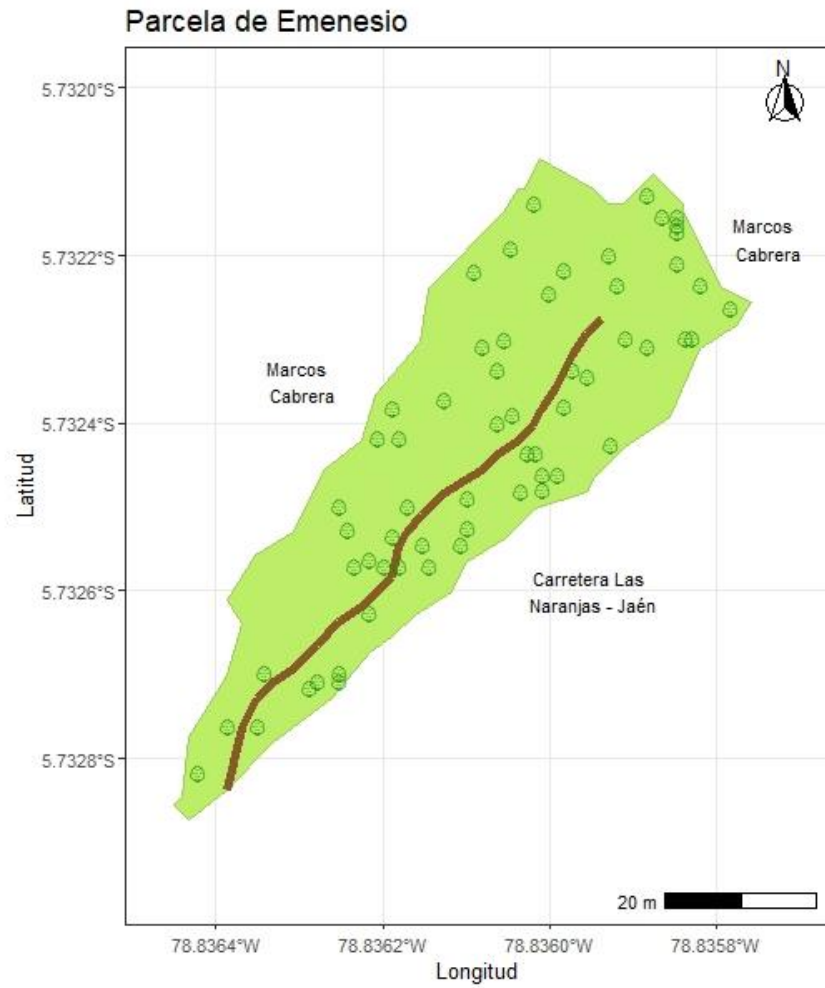 Parcela de Emenesio
5.7320°S
N
Marcos
Cabrera
5.7322°S
Marcos
Cabrera
5.7324°S
Latitud
Carretera Las
Naranjas - Jaén
5.7326°S
5.7328°S
20 m
78.8364°W
78.8362°W
78.8360°W
78.8358°W
Longitud